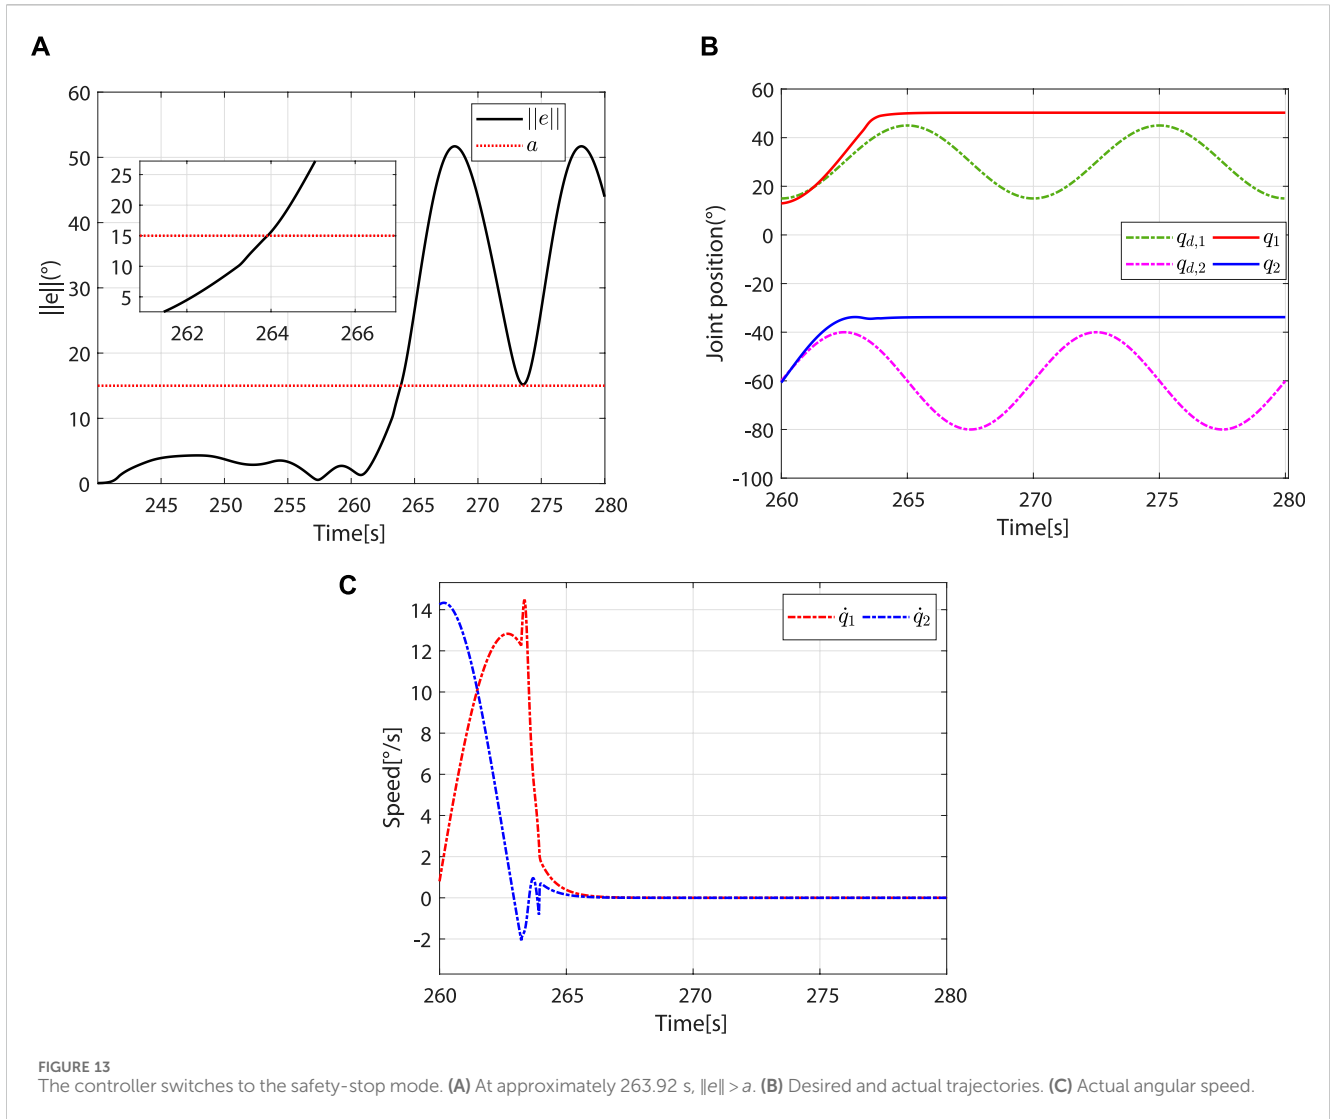 A
60
50
40
30
20
10
0
||e||(°)
||e||
a
25
20
15
10
5
262 264 266
245 250 255 260 265 270 275 280
Time[s]
B
60
40
20
0
-20
-40
-60
-80
-100
Joint position(°)
q_{d,1} q_1
q_{d,2} q_2
260 265 270 275 280
Time[s]
C
14
12
10
8
6
4
2
0
-2
Speed[°/s]
q̇_1 q̇_2
260 265 270 275 280
Time[s]
FIGURE 13
The controller switches to the safety-stop mode. (A) At approximately 263.92 s, ‖e‖ > a. (B) Desired and actual trajectories. (C) Actual angular speed.